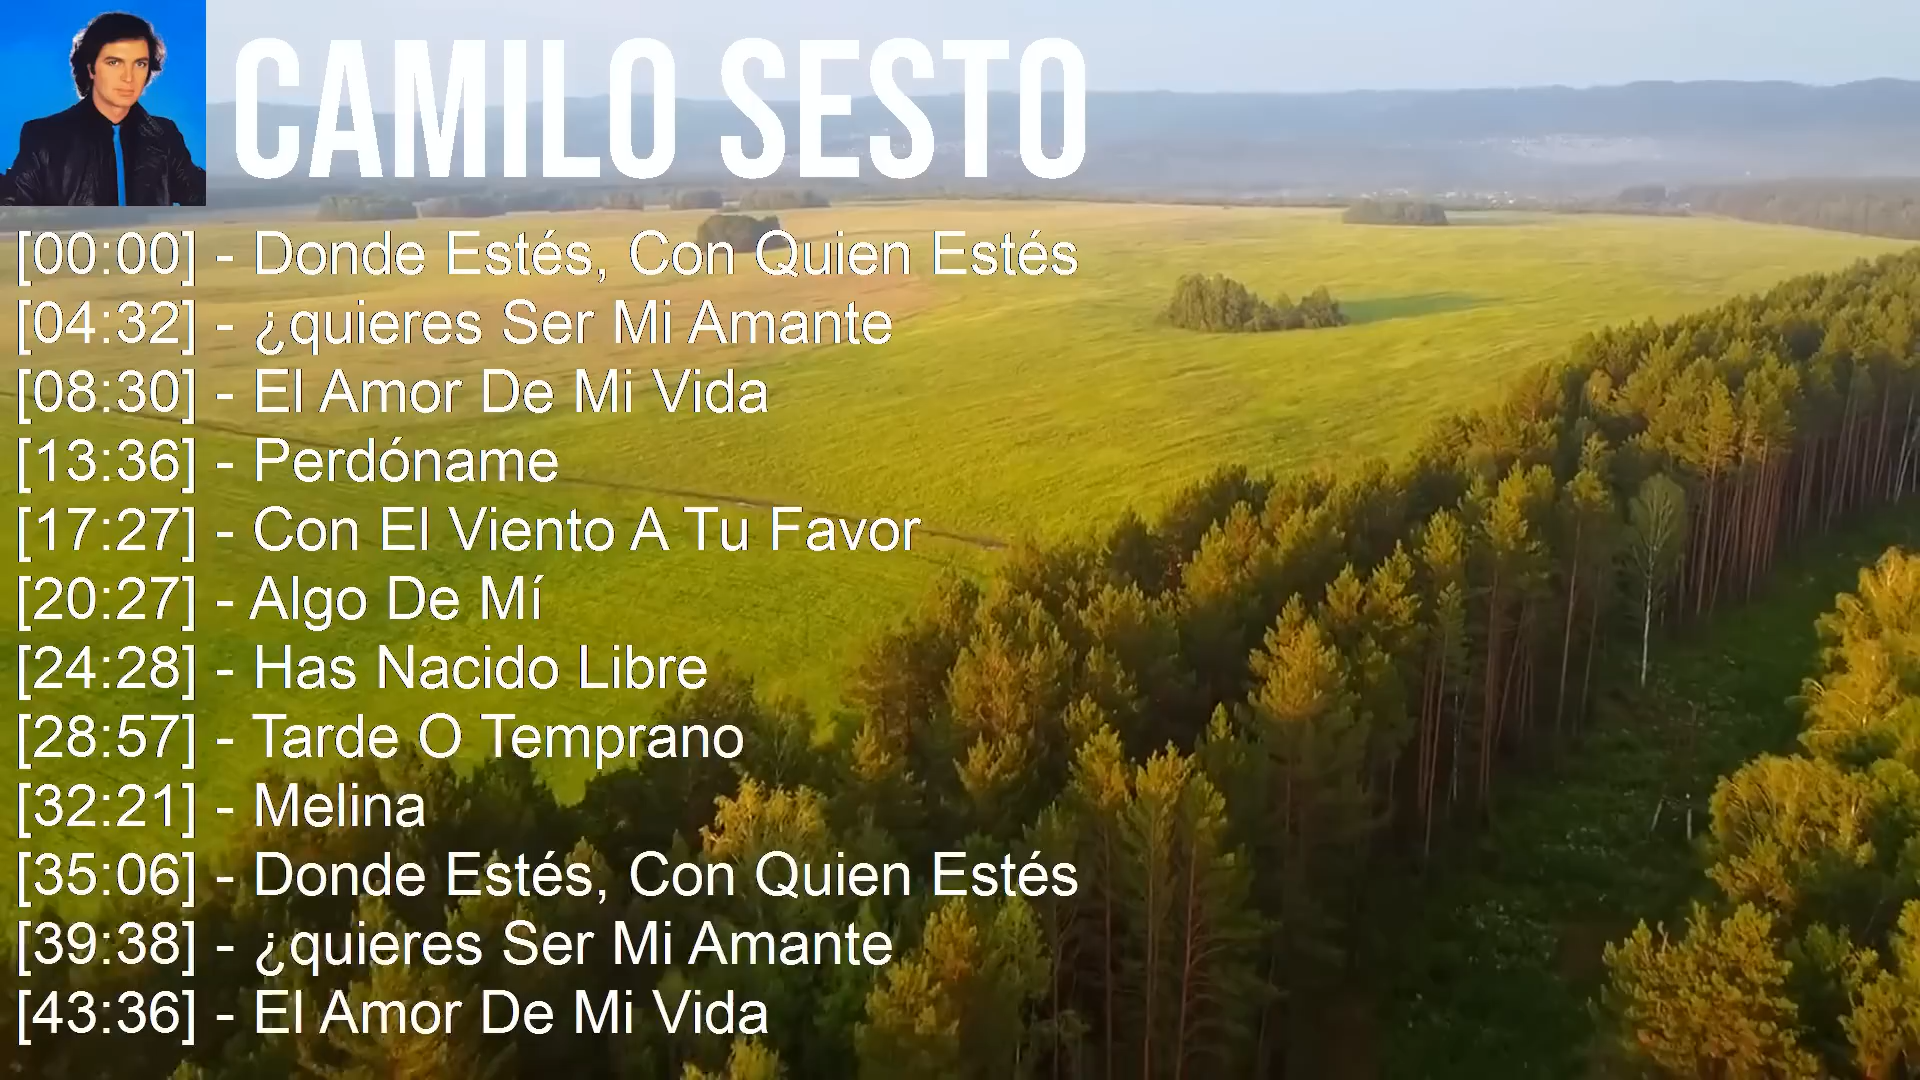 CAMILO SESTO
[00:00] - Donde Estés, Con Quien Estés
[04:32] - ¿quieres Ser Mi Amante
[08:30] - El Amor De Mi Vida
[13:36] - Perdóname
[17:27] - Con El Viento A Tu Favor
[20:27] - Algo De Mí
[24:28] - Has Nacido Libre
[28:57] - Tarde O Temprano
[32:21] - Melina
[35:06] - Donde Estés, Con Quien Estés
[39:38] - ¿quieres Ser Mi Amante
[43:36] - El Amor De Mi Vida